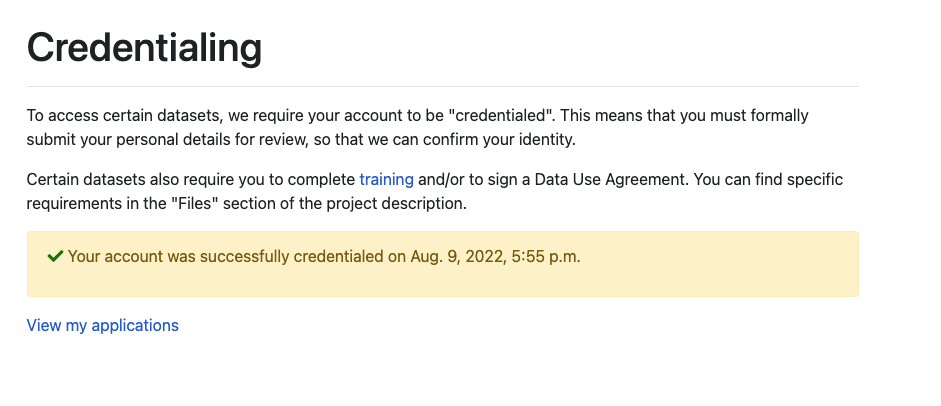 Credentialing
To access certain datasets, we require your account to be "credentialed". This means that you must formally
submit your personal details for review, so that we can confirm your identity.
Certain datasets also require you to complete training and/or to sign a Data Use Agreement. You can find specific
requirements in the "Files" section of the project description.
Your account was successfully credentialed on Aug. 9, 2022, 5:55 p.m.
View my applications